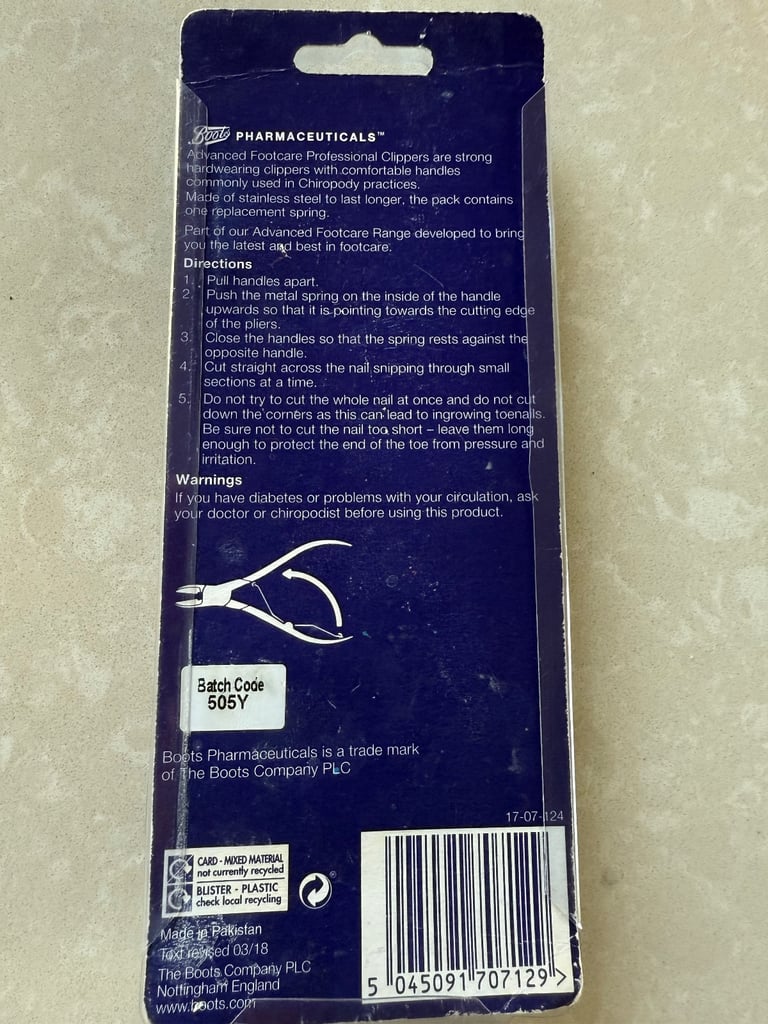 Boots PHARMACEUTICALS™
Advanced Footcare Professional Clippers are strong
hardwearing clippers with comfortable handles
commonly used in Chiropody practices.
Made of stainless steel to last longer, the pack contains
one replacement spring.
Part of our Advanced Footcare Range developed to bring
you the latest and best in footcare.
Directions
1. Pull handles apart.
2. Push the metal spring on the inside of the handle
upwards so that it is pointing towards the cutting edge
of the pliers.
3. Close the handles so that the spring rests against the
opposite handle.
4. Cut straight across the nail snipping through small
sections at a time.
5. Do not try to cut the whole nail at once and do not cut
down the corners as this can lead to ingrowing toenails.
Be sure not to cut the nail too short – leave them long
enough to protect the end of the toe from pressure and
irritation.
Warnings
If you have diabetes or problems with your circulation, ask
your doctor or chiropodist before using this product.
Batch Code
505Y
Boots Pharmaceuticals is a trade mark
of The Boots Company PLC
17-07-124
CARD - MIXED MATERIAL
not currently recycled
BLISTER - PLASTIC
check local recycling
Made in Pakistan
Text revised 03/18
The Boots Company PLC
Nottingham England
www.boots.com
5 045091 707129 >